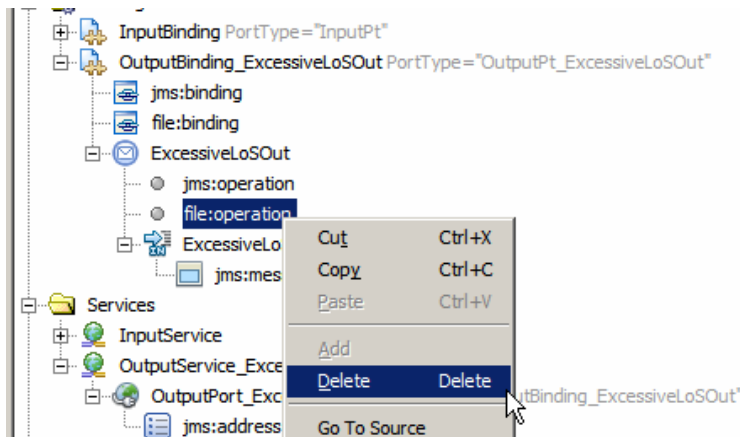 InputBinding PortType="InputPt"
OutputBinding_ExcessiveLoSOut PortType="OutputPt_ExcessiveLoSOut"
jms:binding
file:binding
ExcessiveLoSOut
jms:operation
file:operation
ExcessiveLo
jms:mes
Services
InputService
OutputService_Exce
OutputPort_Exc
utBinding_ExcessiveLoSOut"
jms:address
Cut Ctrl+X
Copy Ctrl+C
Paste Ctrl+V
Add
Delete Delete
Go To Source